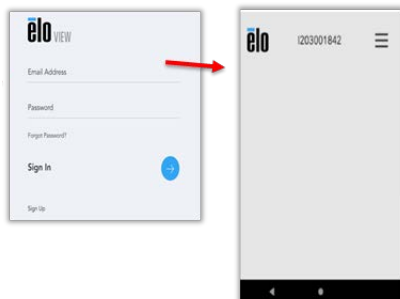 ēlo VIEW
Email Address
Password
Forgot Password?
Sign In
Sign Up
ēlo I203001842